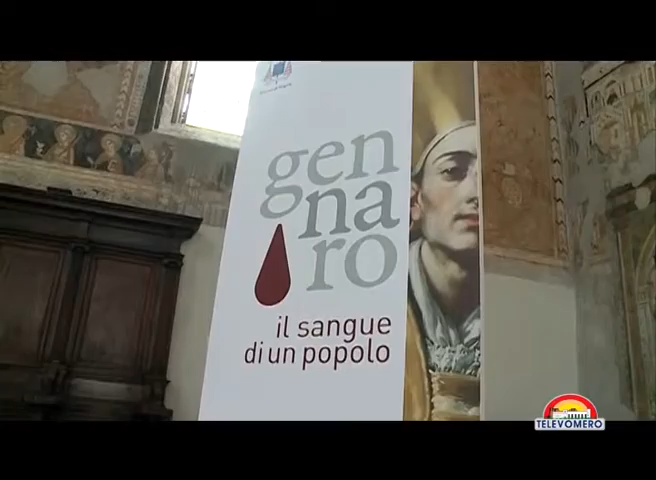 gen
na
ro
il sangue
di un popolo
TELEVOMERO